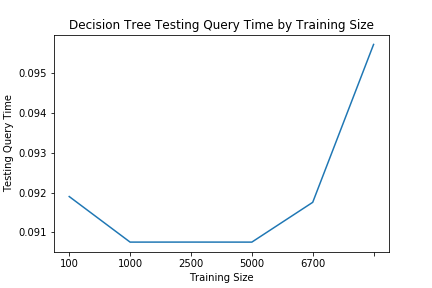 Decision Tree Testing Query Time by Training Size
0.095
0.094
0.093
0.092
0.091
Testing Query Time
100 1000 2500 5000 6700
Training Size